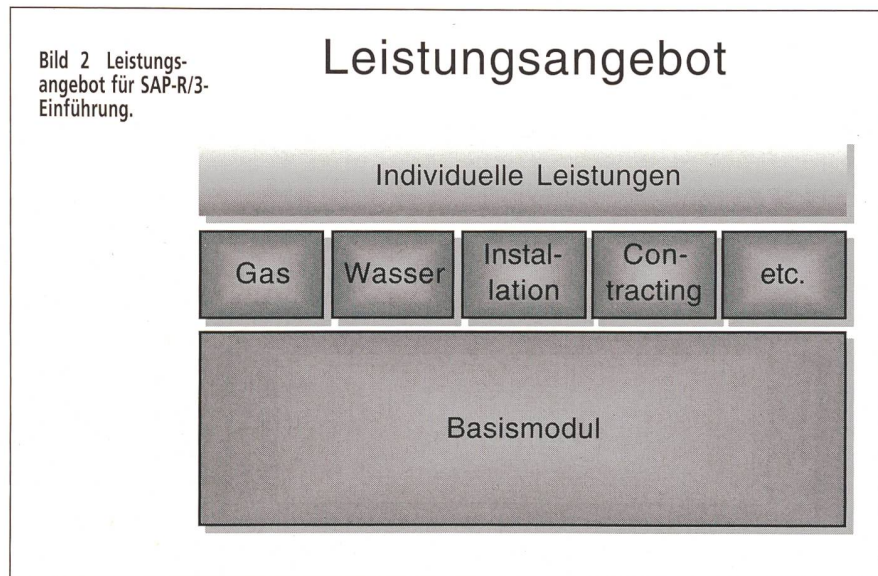 Bild 2 Leistungs-
angebot für SAP-R/3-
Einführung.
Leistungsangebot
Individuelle Leistungen
Gas
Wasser
Instal-
lation
Con-
tracting
etc.
Basismodul